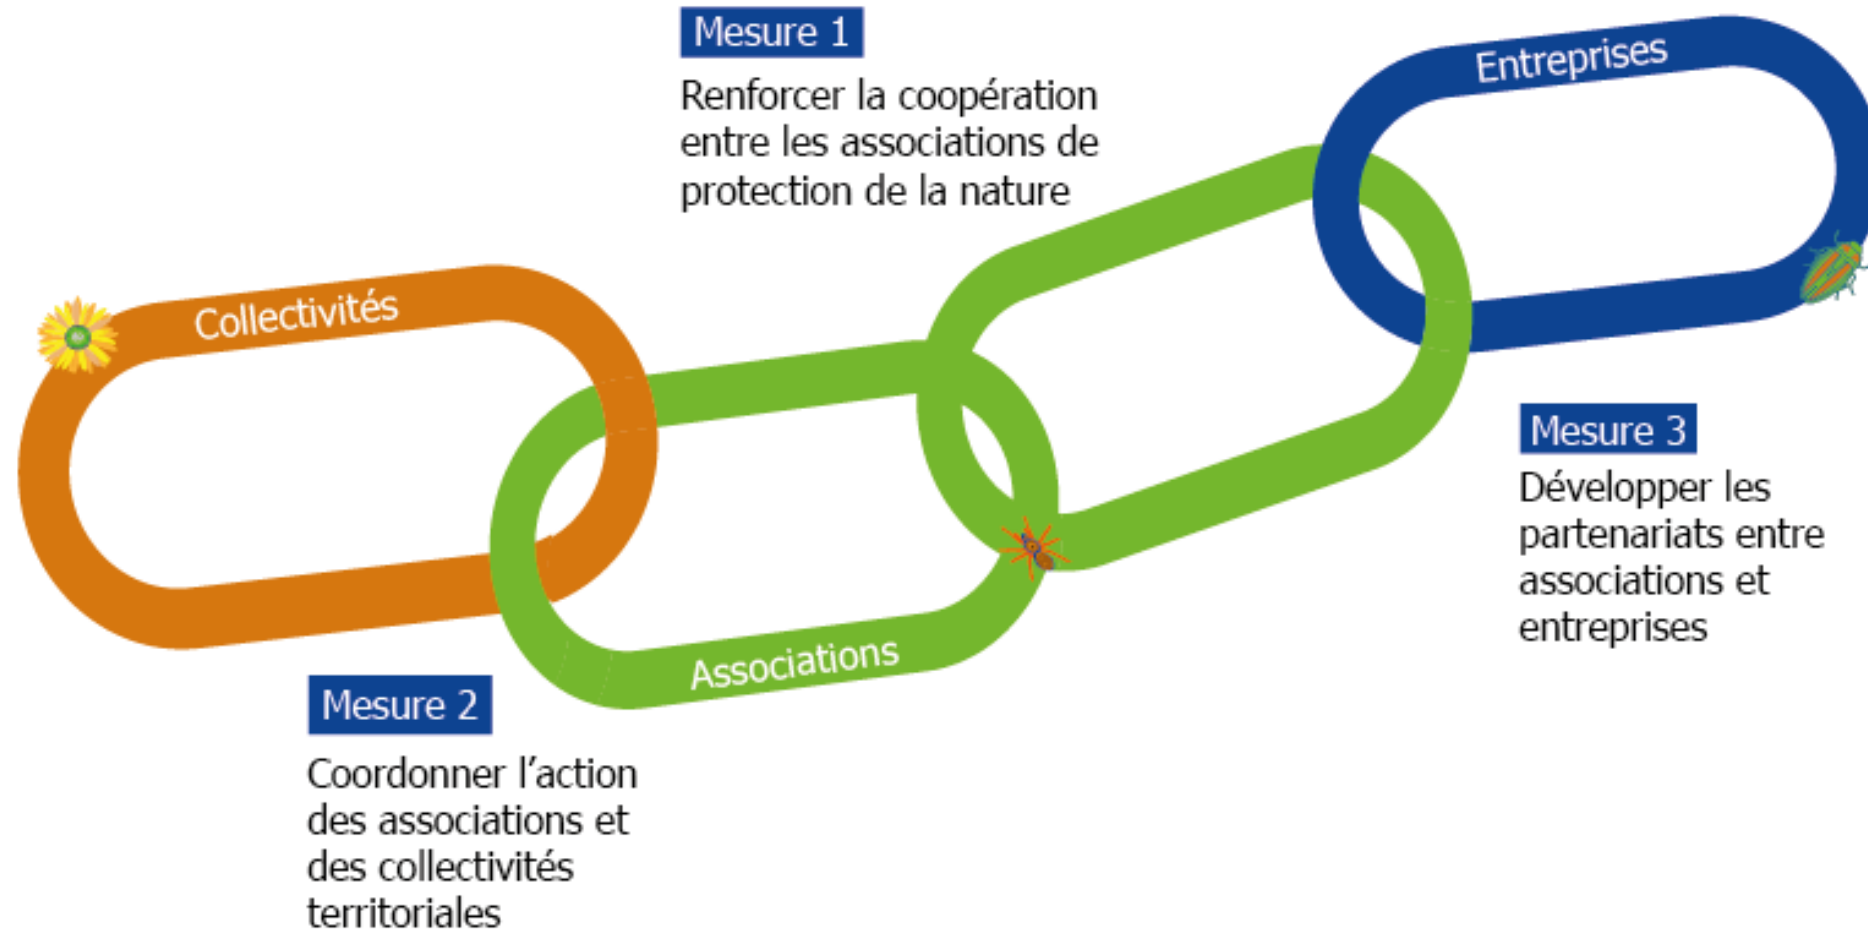 Mesure 1
Renforcer la coopération
entre les associations de
protection de la nature
Entreprises
Collectivités
Associations
Mesure 2
Coordonner l’action
des associations et
des collectivités
territoriales
Mesure 3
Développer les
partenariats entre
associations et
entreprises